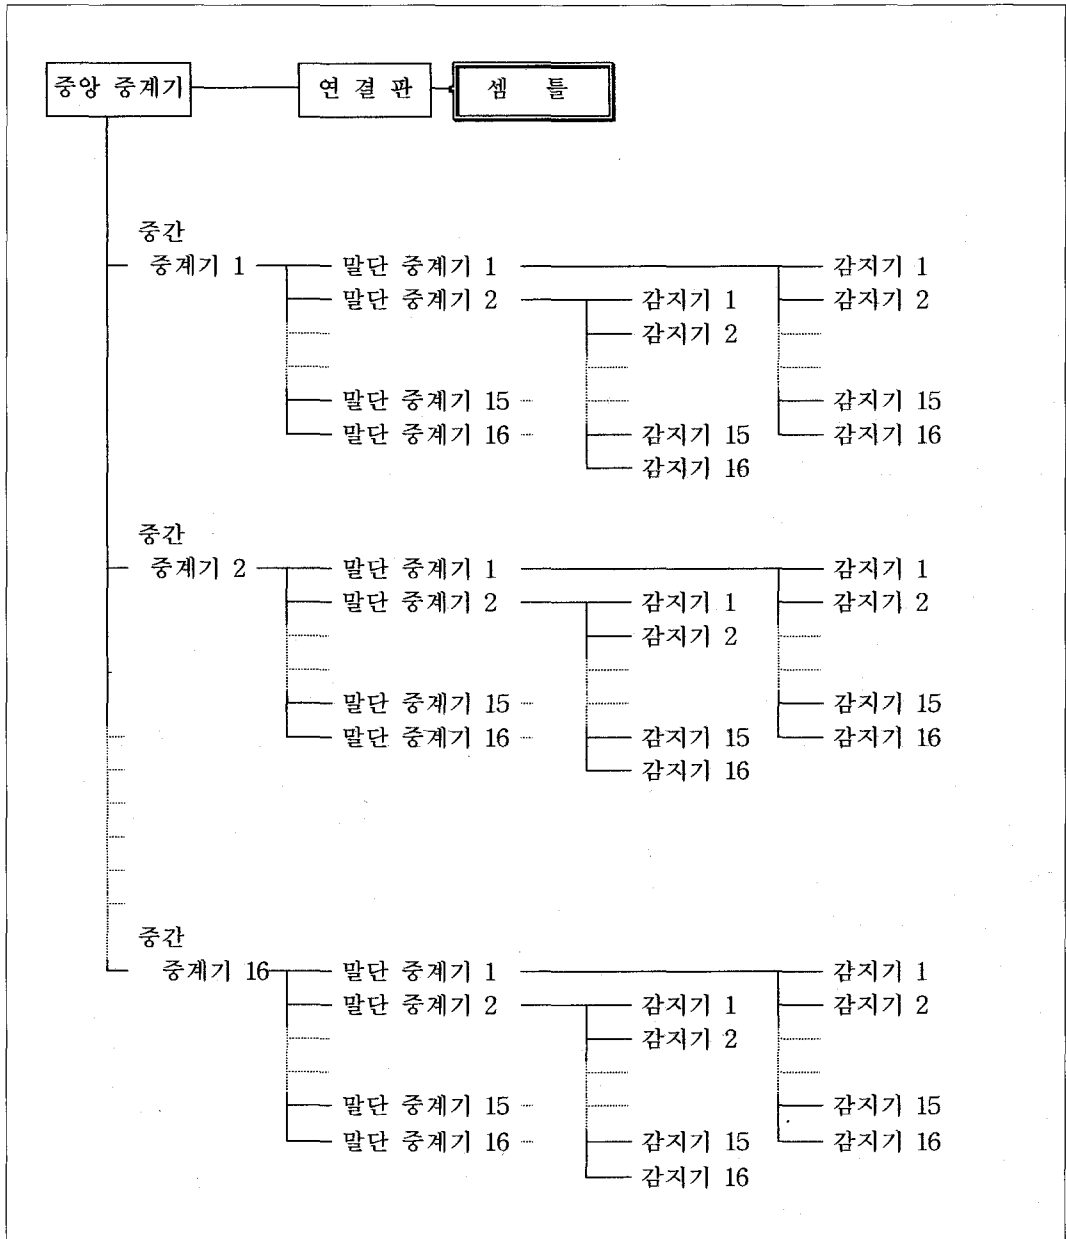 중앙 중계기 연 결 판 셈 틀
중간
중계기 1 말단 중계기 1 감지기 1
말단 중계기 2 감지기 1 감지기 2
감지기 2
말단 중계기 15 감지기 15
말단 중계기 16 감지기 15 감지기 16
감지기 16
중간
중계기 2 말단 중계기 1 감지기 1
말단 중계기 2 감지기 1 감지기 2
감지기 2
말단 중계기 15 감지기 15
말단 중계기 16 감지기 15 감지기 16
감지기 16
중간
중계기 16 말단 중계기 1 감지기 1
말단 중계기 2 감지기 1 감지기 2
감지기 2
말단 중계기 15 감지기 15
말단 중계기 16 감지기 15 감지기 16
감지기 16